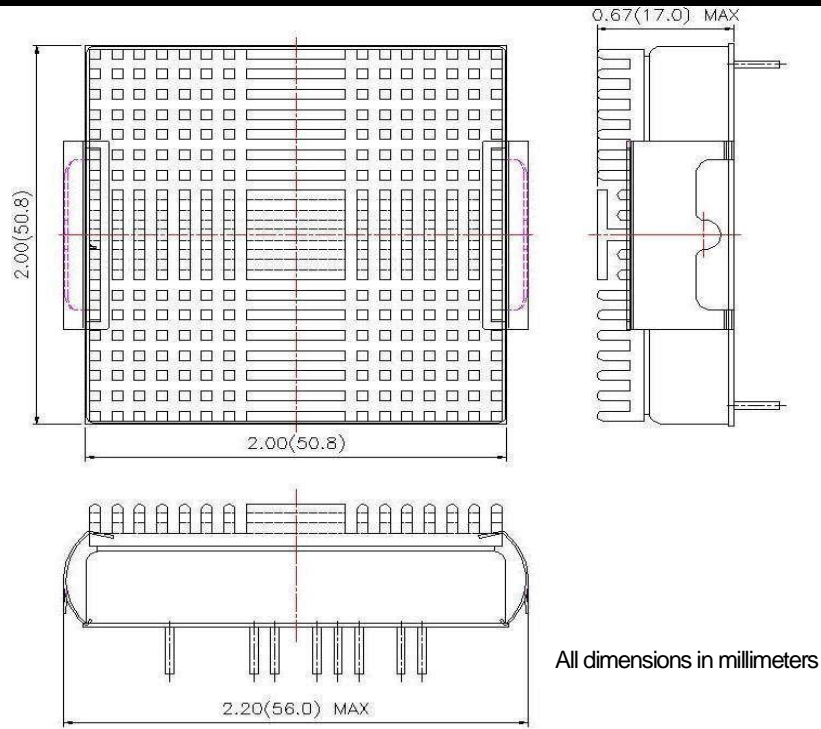 0.67(17.0) MAX
2.00(50.8)
2.00(50.8)
All dimensions in millimeters
2.20(56.0) MAX